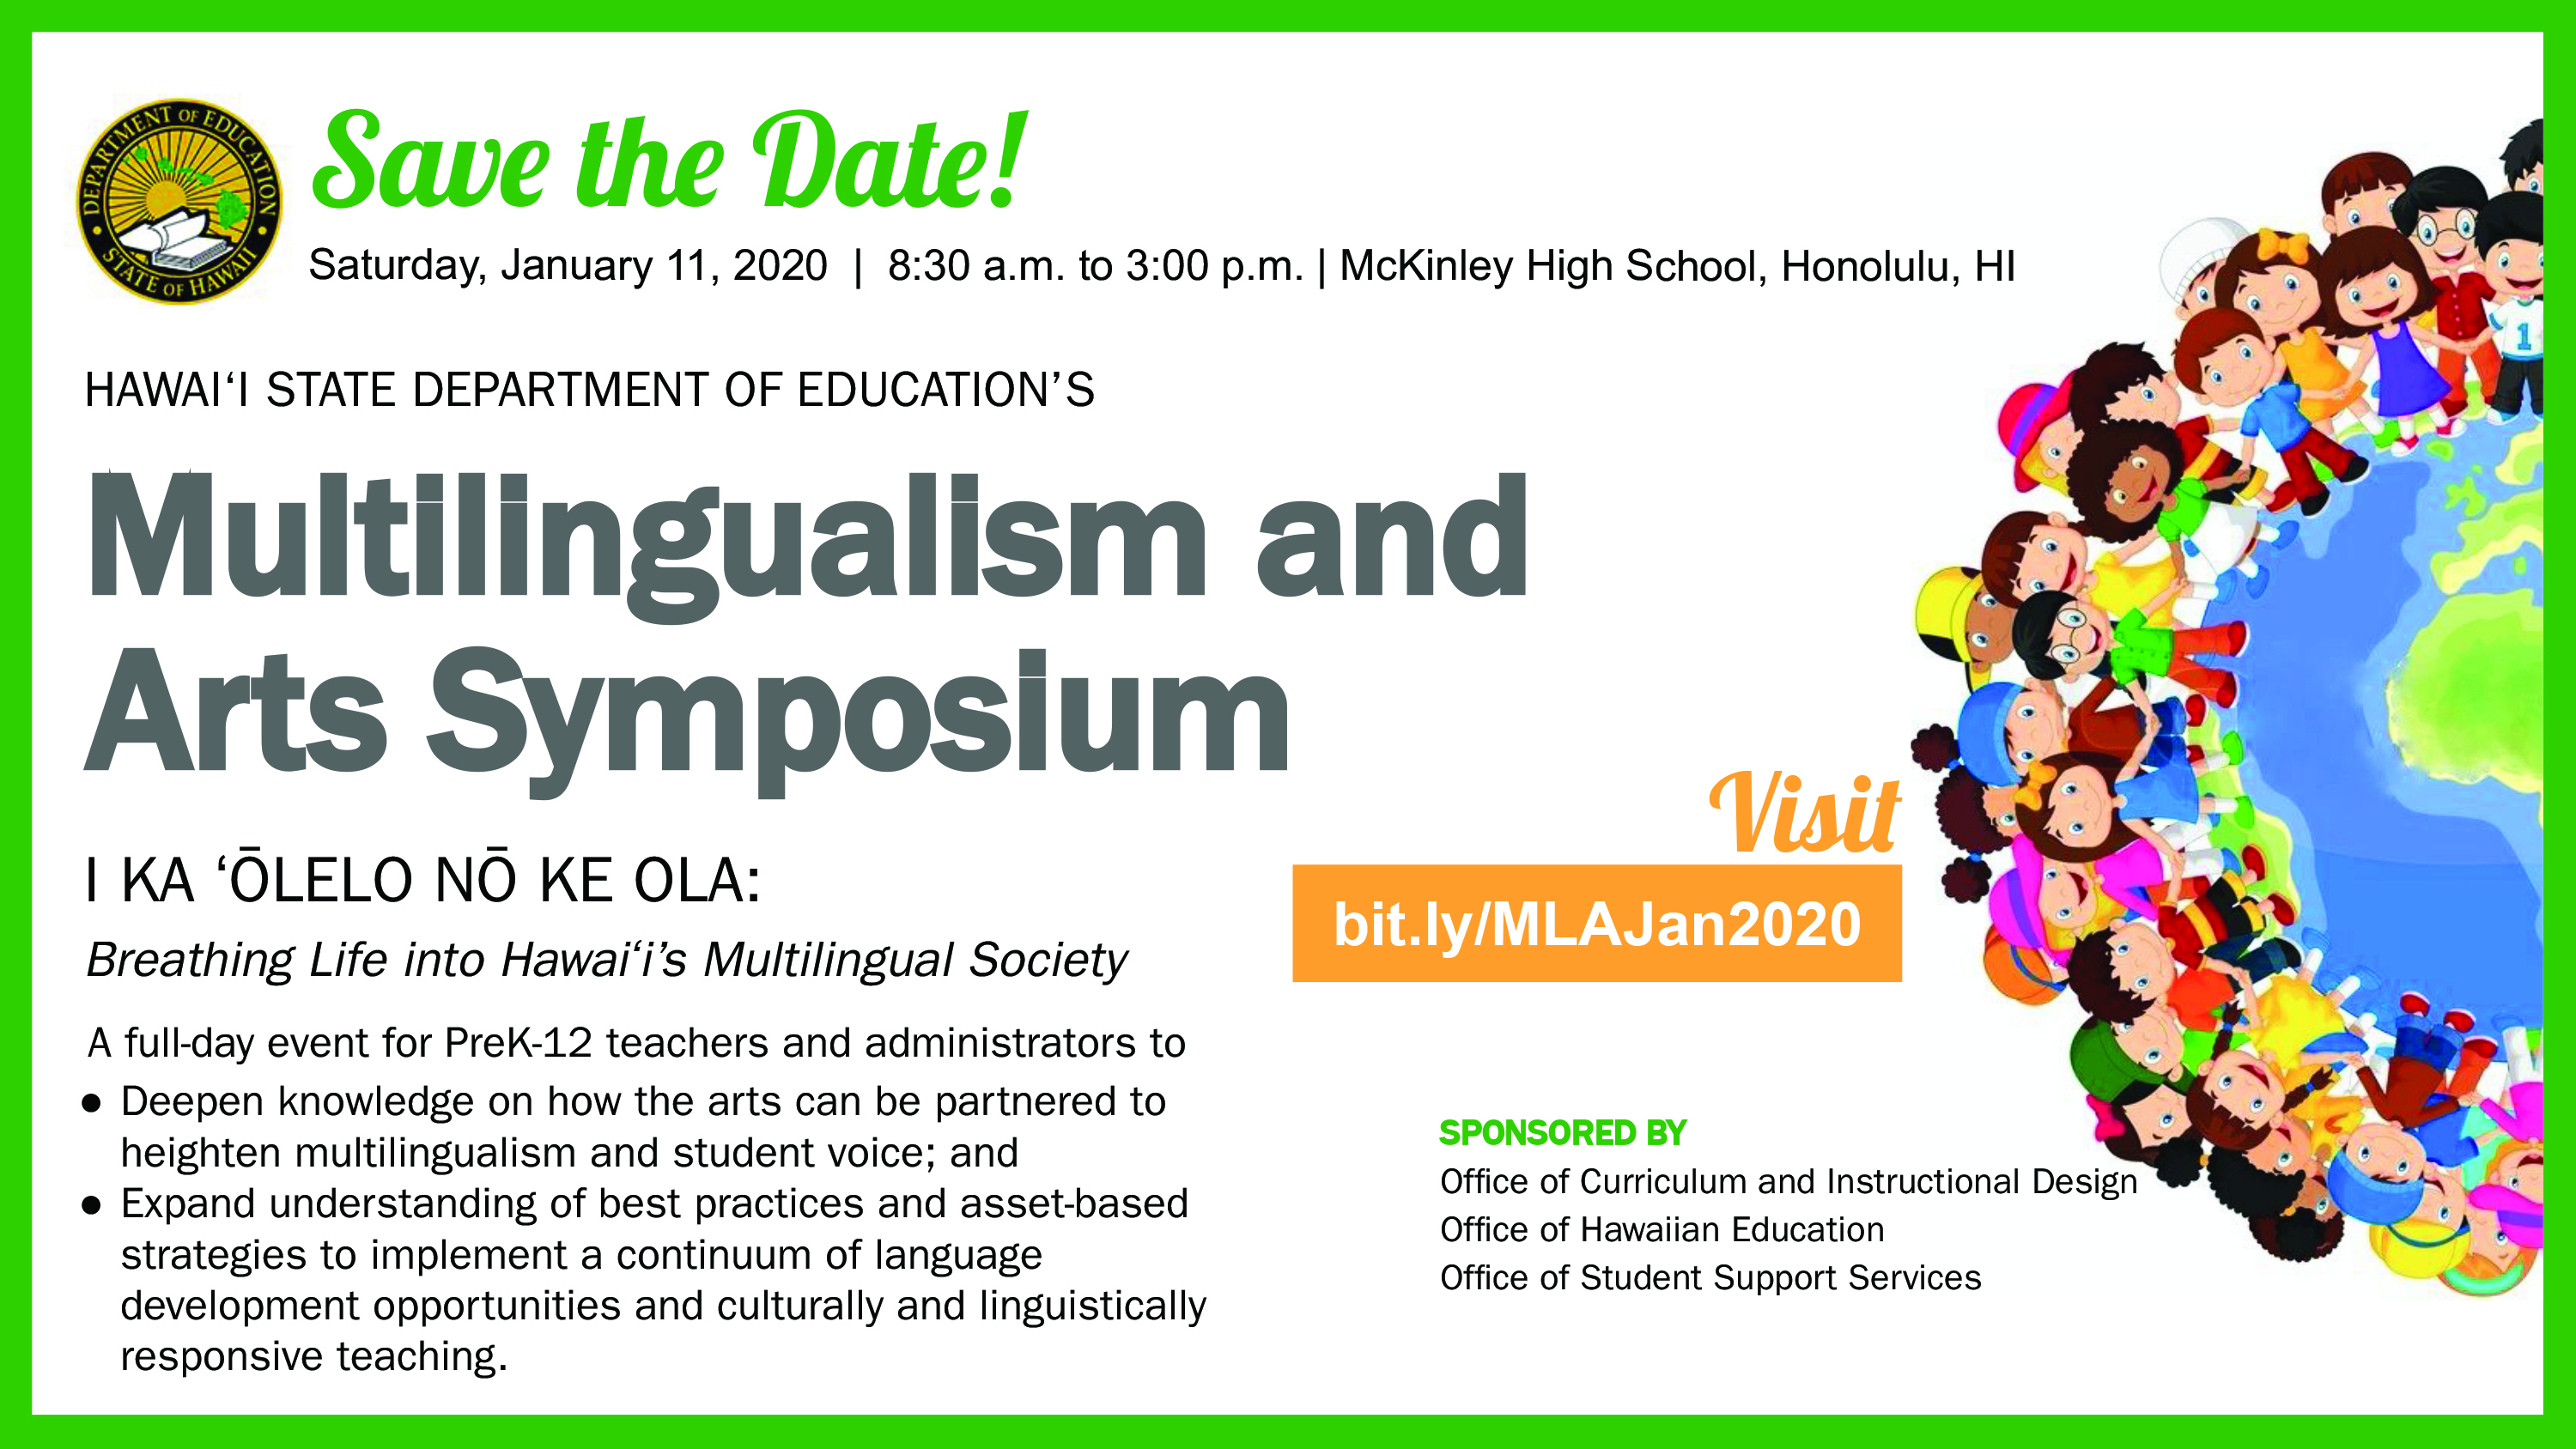 DEPARTMENT OF EDUCATION
• STATE OF HAWAII •
Save the Date!
Saturday, January 11, 2020 | 8:30 a.m. to 3:00 p.m. | McKinley High School, Honolulu, HI
HAWAI‘I STATE DEPARTMENT OF EDUCATION’S
Multilingualism and
Arts Symposium
I KA ‘ŌLELO NŌ KE OLA:
Breathing Life into Hawai‘i’s Multilingual Society
A full-day event for PreK-12 teachers and administrators to
● Deepen knowledge on how the arts can be partnered to
heighten multilingualism and student voice; and
● Expand understanding of best practices and asset-based
strategies to implement a continuum of language
development opportunities and culturally and linguistically
responsive teaching.
Visit
bit.ly/MLAJan2020
SPONSORED BY
Office of Curriculum and Instructional Design
Office of Hawaiian Education
Office of Student Support Services
1